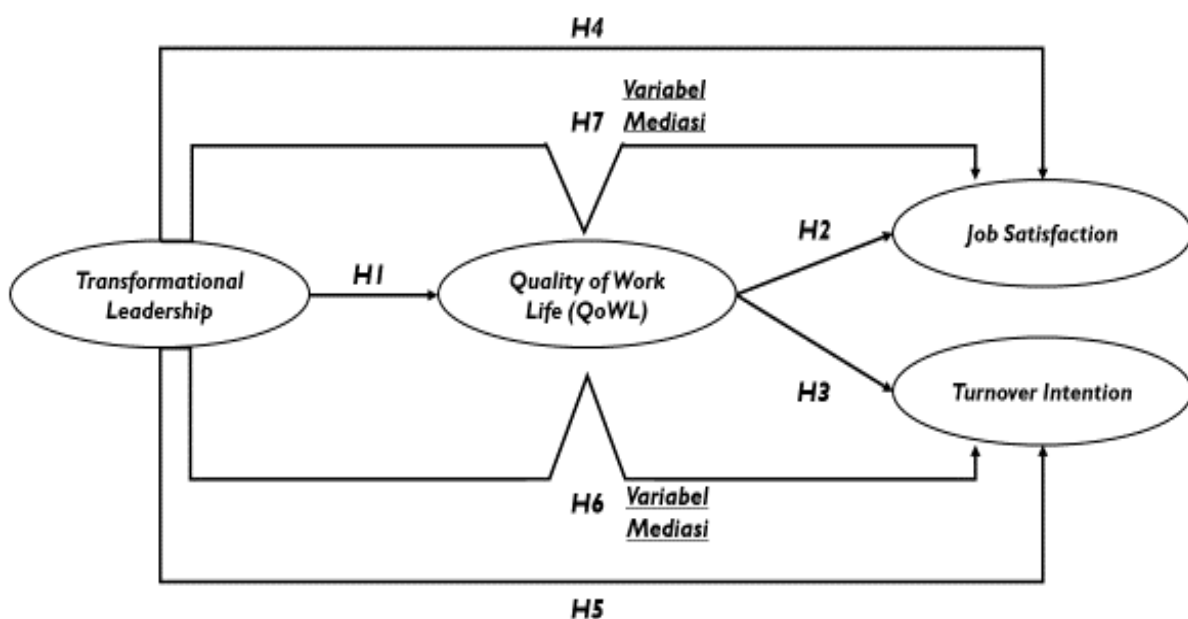 H4
Variabel
H7
Mediasi
H2
Job Satisfaction
Transformational
Leadership
H1
Quality of Work
Life (QoWL)
H3
Turnover Intention
H6
Variabel
Mediasi
H5